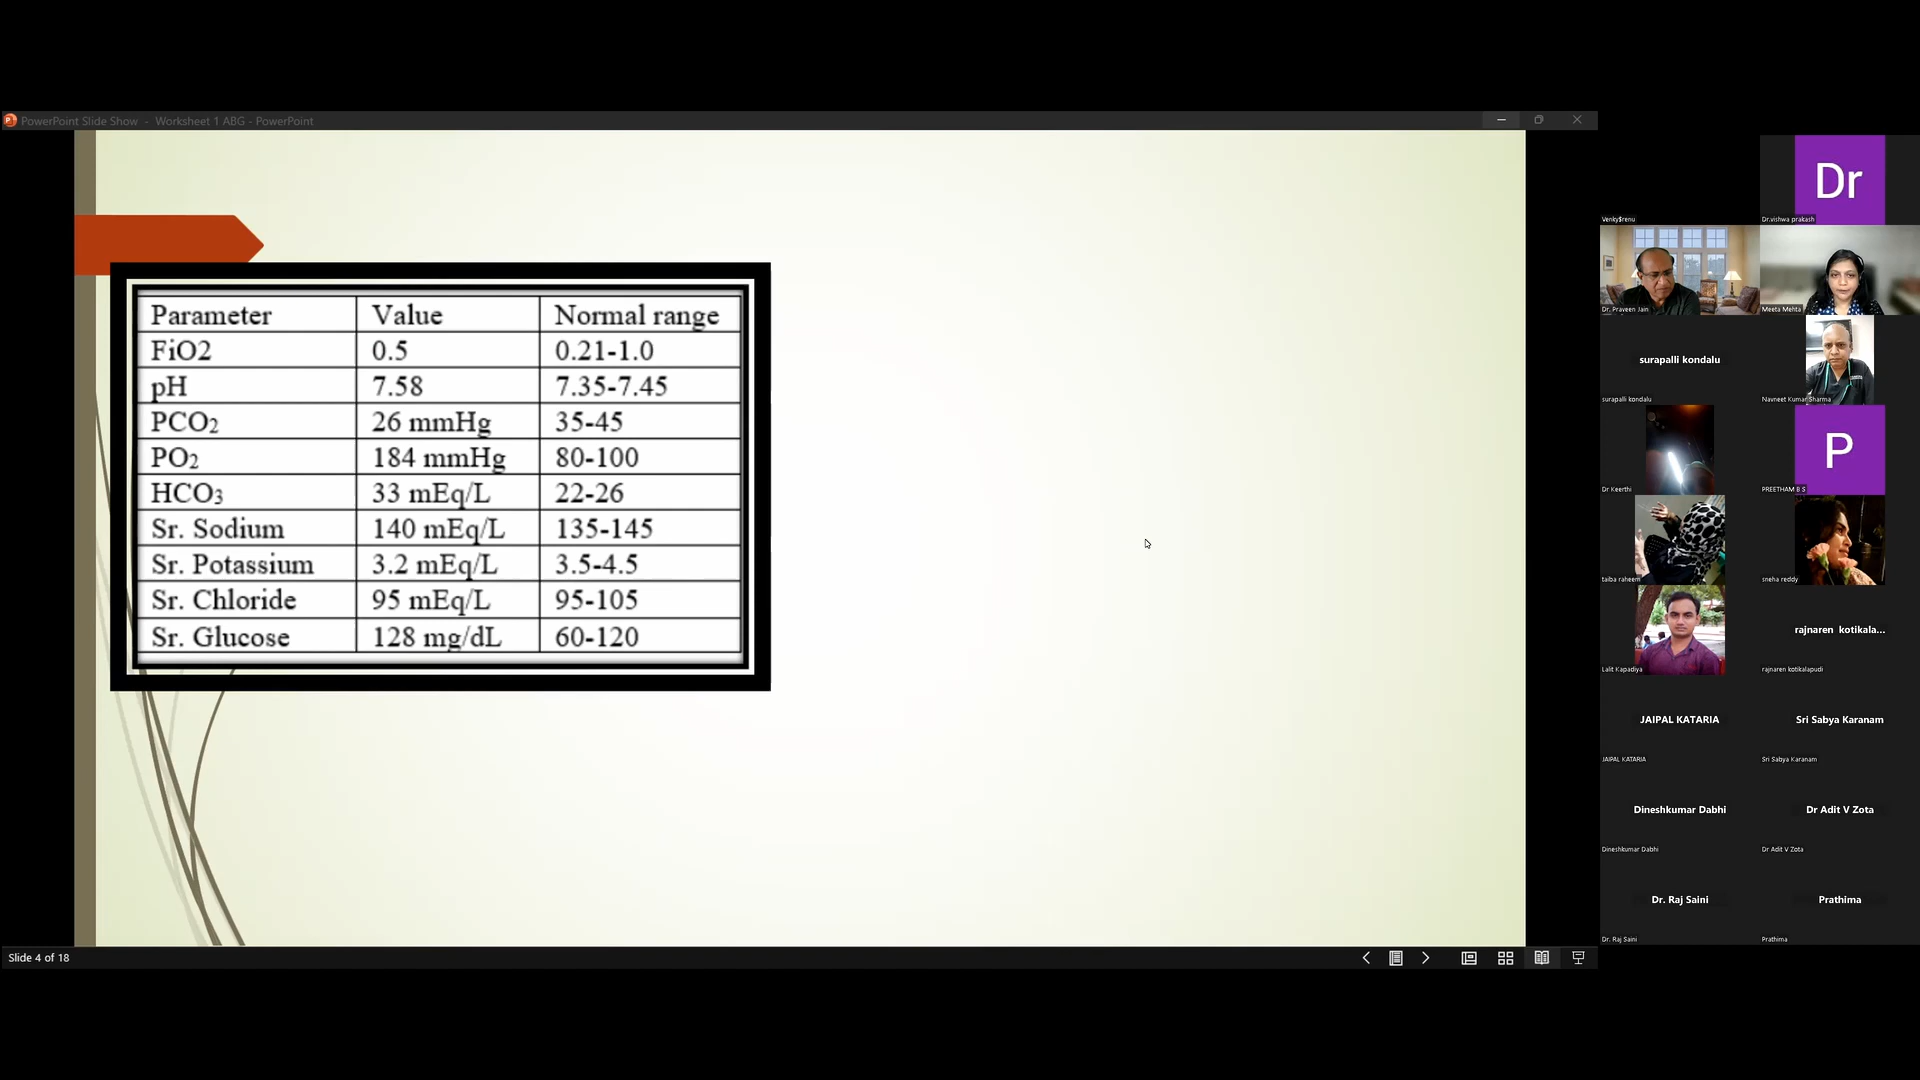 PowerPoint Slide Show - Worksheet 1 ABG - PowerPoint
Parameter Value Normal range
FiO2 0.5 0.21-1.0
pH 7.58 7.35-7.45
PCO2 26 mmHg 35-45
PO2 184 mmHg 80-100
HCO3 33 mEq/L 22-26
Sr. Sodium 140 mEq/L 135-145
Sr. Potassium 3.2 mEq/L 3.5-4.5
Sr. Chloride 95 mEq/L 95-105
Sr. Glucose 128 mg/dL 60-120
Slide 4 of 18
Dr
Venky$renu Dr.vishwa prakash
Dr. Praveen Jain Meeta Mehta
surapalli kondalu
surapalli kondalu Navneet Kumar Sharma
P
Dr Keerthi PREETHAM B S
taiba raheem sneha reddy
rajnaren kotikala...
Lalit Kapadiya rajnaren kotikalapudi
JAIPAL KATARIA Sri Sabya Karanam
JAIPAL KATARIA Sri Sabya Karanam
Dineshkumar Dabhi Dr Adit V Zota
Dineshkumar Dabhi Dr Adit V Zota
Dr. Raj Saini Prathima
Dr. Raj Saini Prathima